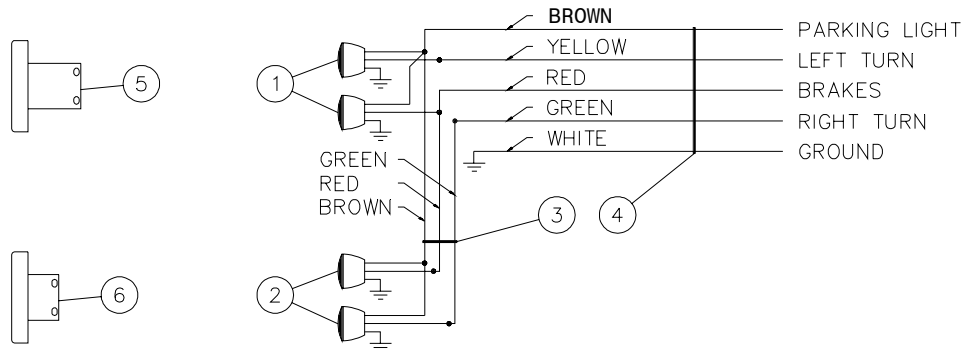 BROWN
PARKING LIGHT
YELLOW
LEFT TURN
RED
BRAKES
GREEN
RIGHT TURN
WHITE
GROUND
5
1
GREEN
RED
BROWN
3
4
6
2